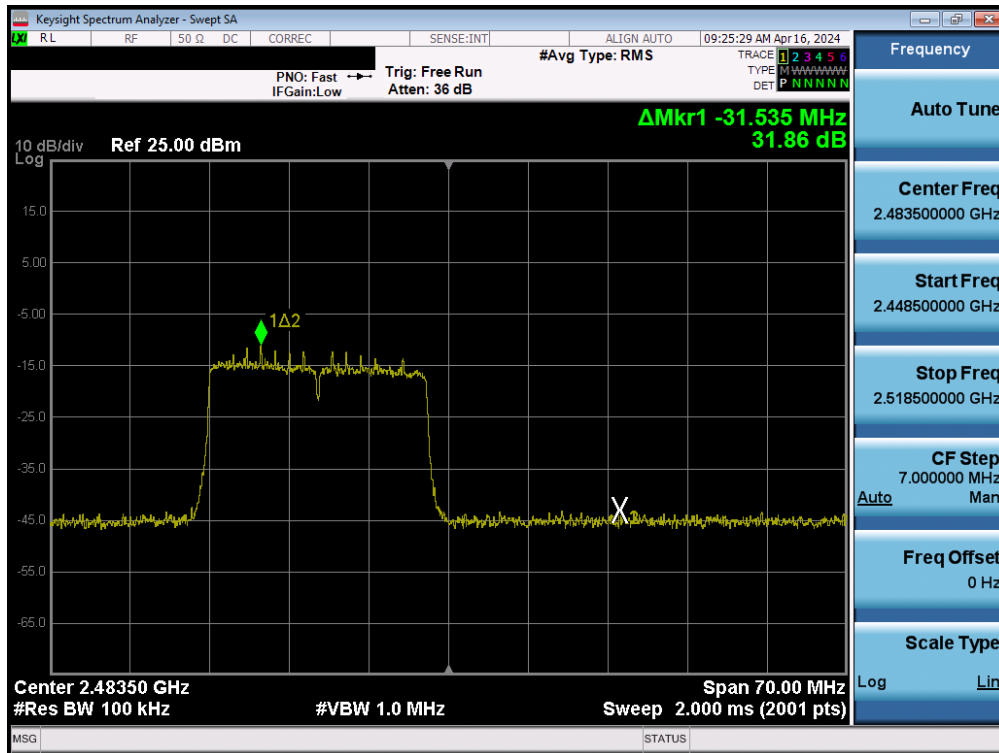 Keysight Spectrum Analyzer - Swept SA
LXI RL RF 50 Ω DC CORREC SENSE:INT ALIGN AUTO 09:25:29 AM Apr 16, 2024
PNO: Fast Trig: Free Run #Avg Type: RMS TRACE 1 2 3 4 5 6
IFGain:Low Atten: 36 dB TYPE M WWWWW
DET P N N N N N
ΔMkr1 -31.535 MHz
31.86 dB
10 dB/div Ref 25.00 dBm
Log
15.0
5.00
-5.00
1Δ2
-15.0
-25.0
-35.0
-45.0
-55.0
-65.0
Center 2.48350 GHz Span 70.00 MHz
#Res BW 100 kHz #VBW 1.0 MHz Sweep 2.000 ms (2001 pts)
MSG STATUS
Frequency
Auto Tune
Center Freq
2.483500000 GHz
Start Freq
2.448500000 GHz
Stop Freq
2.518500000 GHz
CF Step
7.000000 MHz
Auto Man
Freq Offset
0 Hz
Scale Type
Log Lin